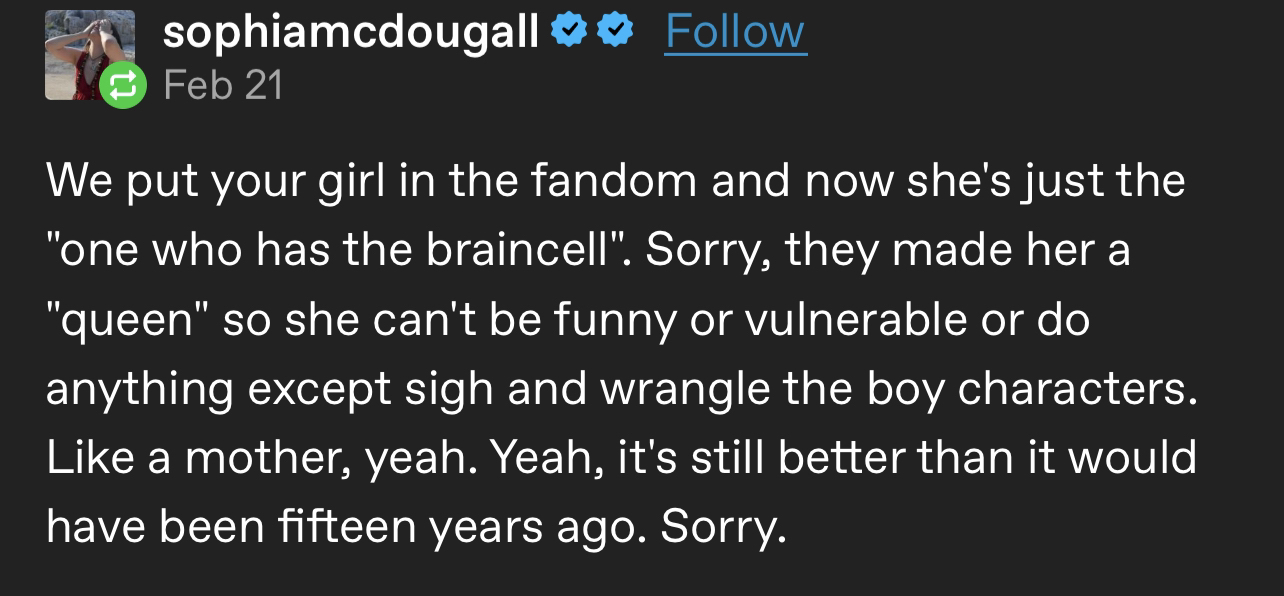 sophiamcdougall Follow
Feb 21
We put your girl in the fandom and now she's just the
"one who has the braincell". Sorry, they made her a
"queen" so she can't be funny or vulnerable or do
anything except sigh and wrangle the boy characters.
Like a mother, yeah. Yeah, it's still better than it would
have been fifteen years ago. Sorry.